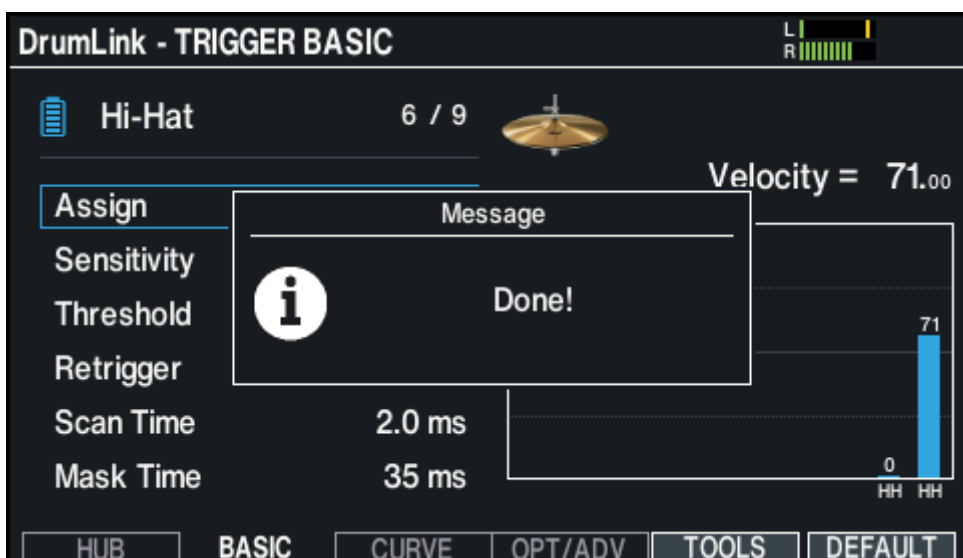 DrumLink - TRIGGER BASIC
L
R
Hi-Hat 6 / 9
Velocity = 71.00
Assign
Message
Sensitivity
Done!
Threshold
71
Retrigger
Scan Time 2.0 ms
Mask Time 35 ms
0
HH HH
HUB BASIC CURVE OPT/ADV TOOLS DEFAULT